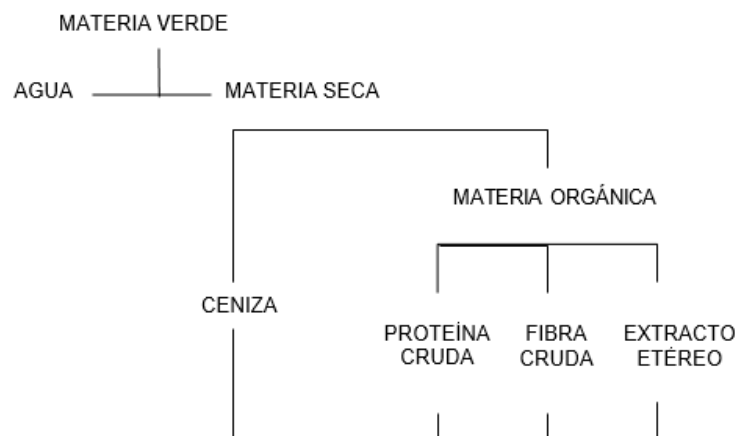 MATERIA VERDE
AGUA
MATERIA SECA
MATERIA ORGÁNICA
CENIZA
PROTEÍNA
CRUDA
FIBRA
CRUDA
EXTRACTO
ETÉREO